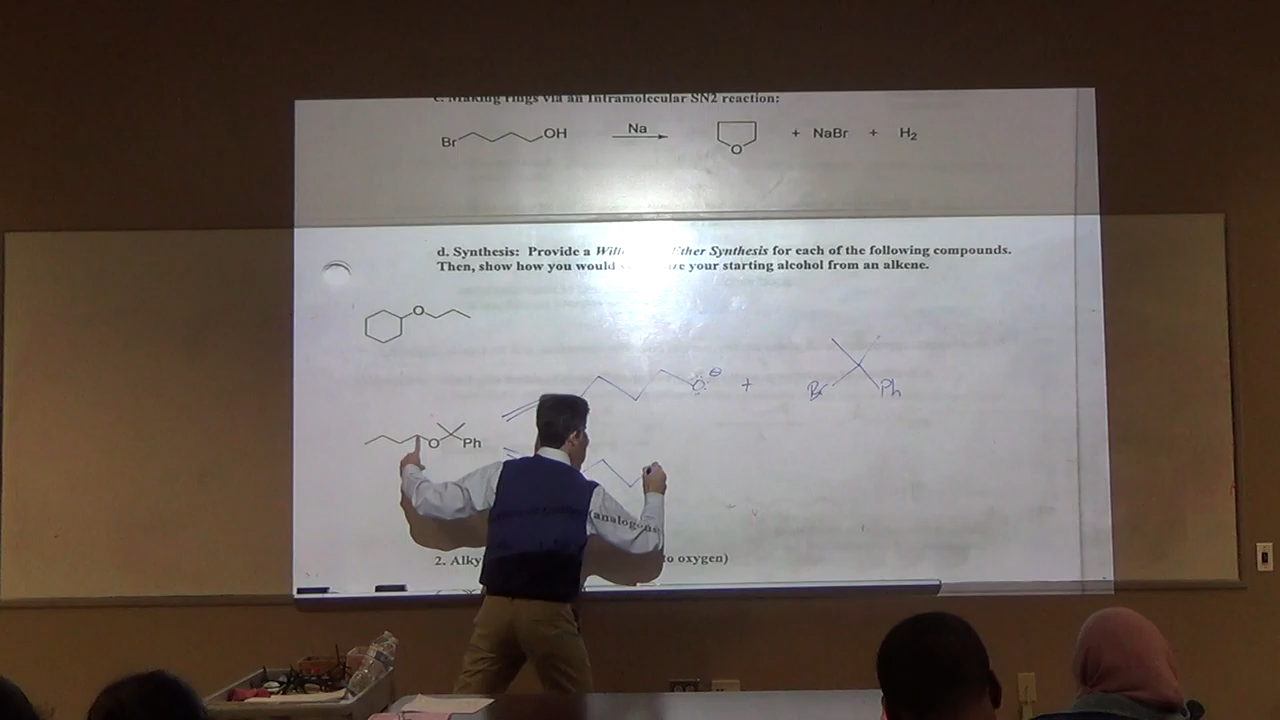 c. Making rings via an Intramolecular SN2 reaction:
Br OH Na O + NaBr + H2
d. Synthesis: Provide a Ether Synthesis for each of the following compounds.
Then, show how you would your starting alcohol from an alkene.
O
O: ⊖ + Br Ph
O Ph
(analogous
2. Alky to oxygen)